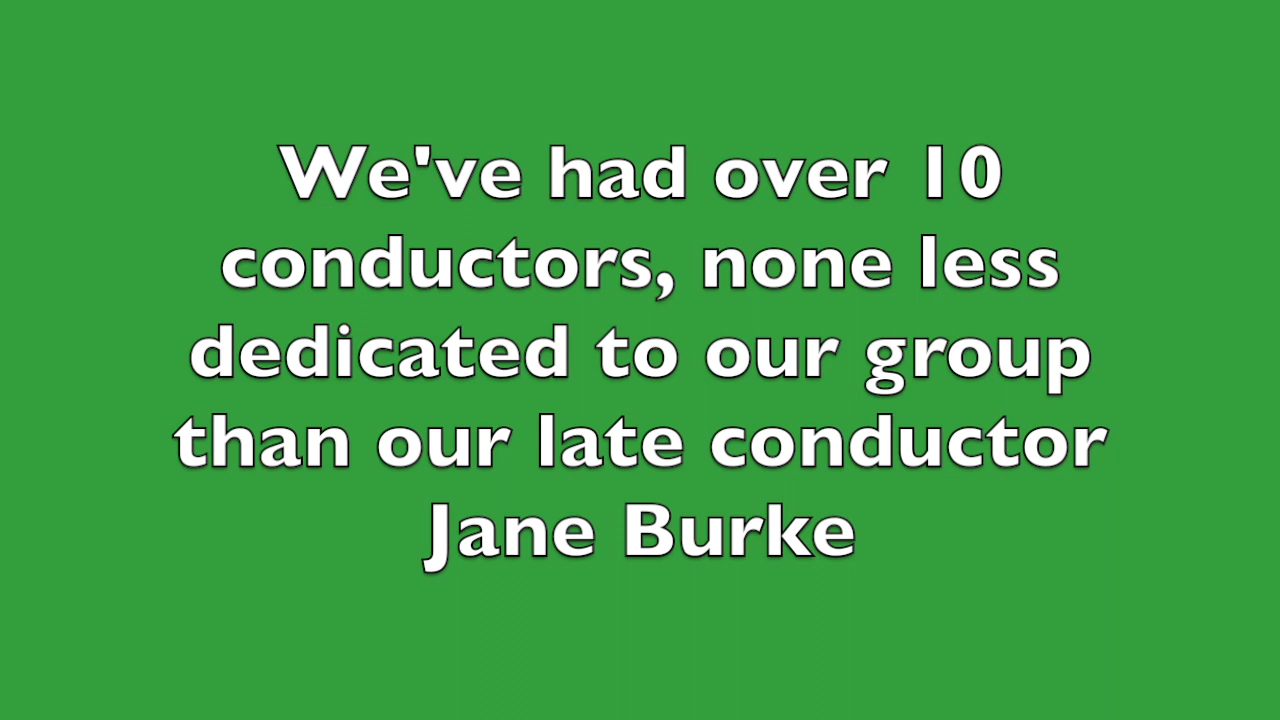 We've had over 10
conductors, none less
dedicated to our group
than our late conductor
Jane Burke